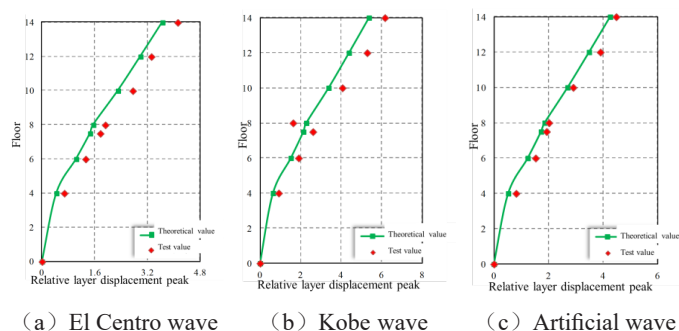 14
12
10
8
6
4
2
0
Floor
0
1.6
3.2
4.8
Theoretical value
Test value
Relative layer displacement peak
(a) El Centro wave
14
12
10
8
6
4
2
0
Floor
0
2
4
6
8
Theoretical value
Test value
Relative layer displacement peak
(b) Kobe wave
14
12
10
8
6
4
2
0
Floor
0
2
4
6
Theoretical value
Test value
Relative layer displacement peak
(c) Artificial wave